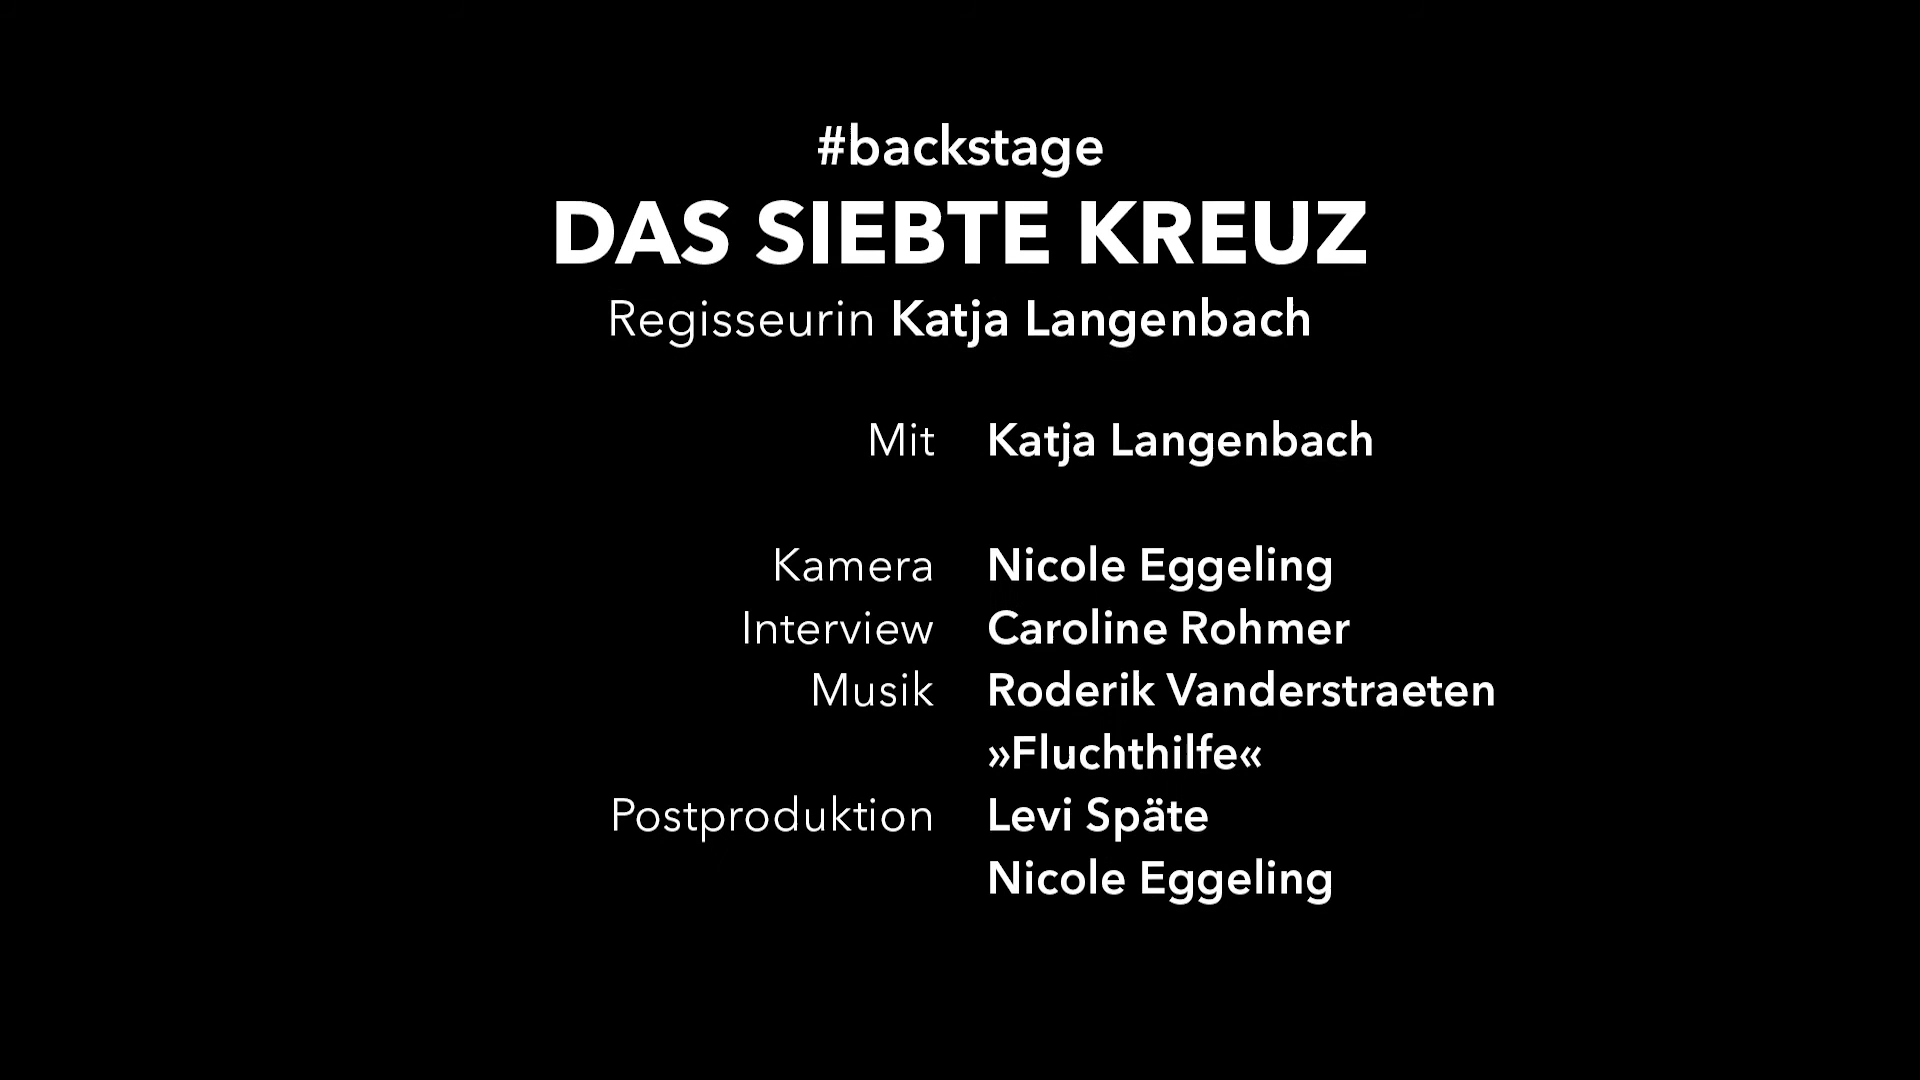 #backstage
DAS SIEBTE KREUZ
Regisseurin Katja Langenbach
Mit Katja Langenbach
Kamera Nicole Eggeling
Interview Caroline Rohmer
Musik Roderik Vanderstraeten
»Fluchthilfe«
Postproduktion Levi Späte
Nicole Eggeling